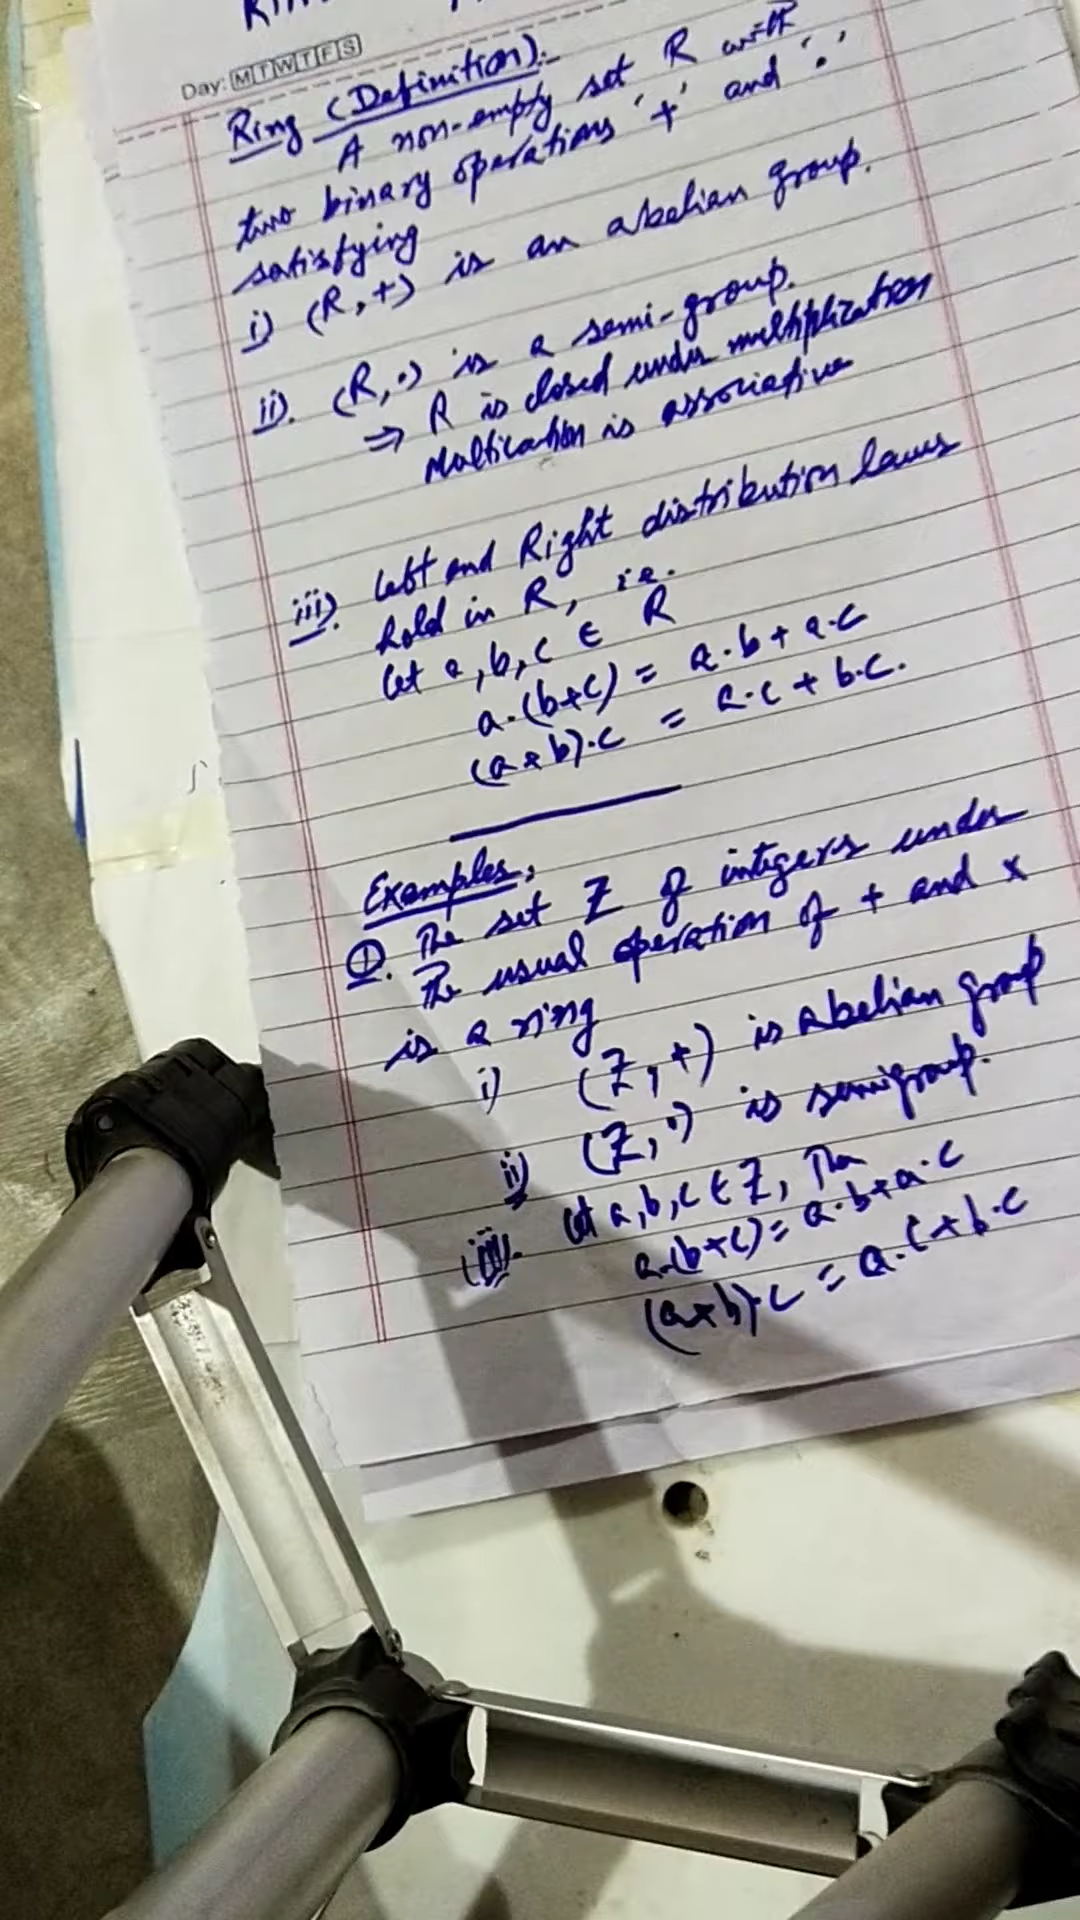 Day: M T W T F S
Ring (Definition):-
A non-empty set R with
two binary operations '+' and '.'
satisfying
i) (R, +) is an abelian group.
ii). (R, .) is a semi-group.
⇒ R is closed under multiplication
Maltication is associative
iii). left and Right distribution laws
hold in R, i.e.
let a, b, c ∈ R
a.(b+c) = a.b + a.c
(a+b).c = a.c + b.c.
Examples,
①. The set Z of integers under
The usual operation of + and ×
is a ring
i) (Z, +) is abelian group
ii) (Z, .) is semigroup.
(iii). let a, b, c ∈ Z, Then
a.(b+c) = a.b+a.c
(a+b).c = a.c+b.c